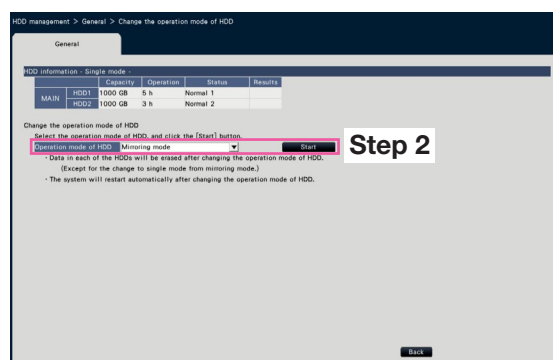 HDD management > General > Change the operation mode of HDD
General
HDD information - Single mode -
Capacity Operation Status Results
MAIN HDD1 1000 GB 5 h Normal 1
HDD2 1000 GB 3 h Normal 2
Change the operation mode of HDD
Select the operation mode of HDD, and click the [Start] button.
Operation mode of HDD Mirroring mode Start
Step 2
・Data in each of the HDDs will be erased after changing the operation mode of HDD.
(Except for the change to single mode from mirroring mode.)
・The system will restart automatically after changing the operation mode of HDD.
Back